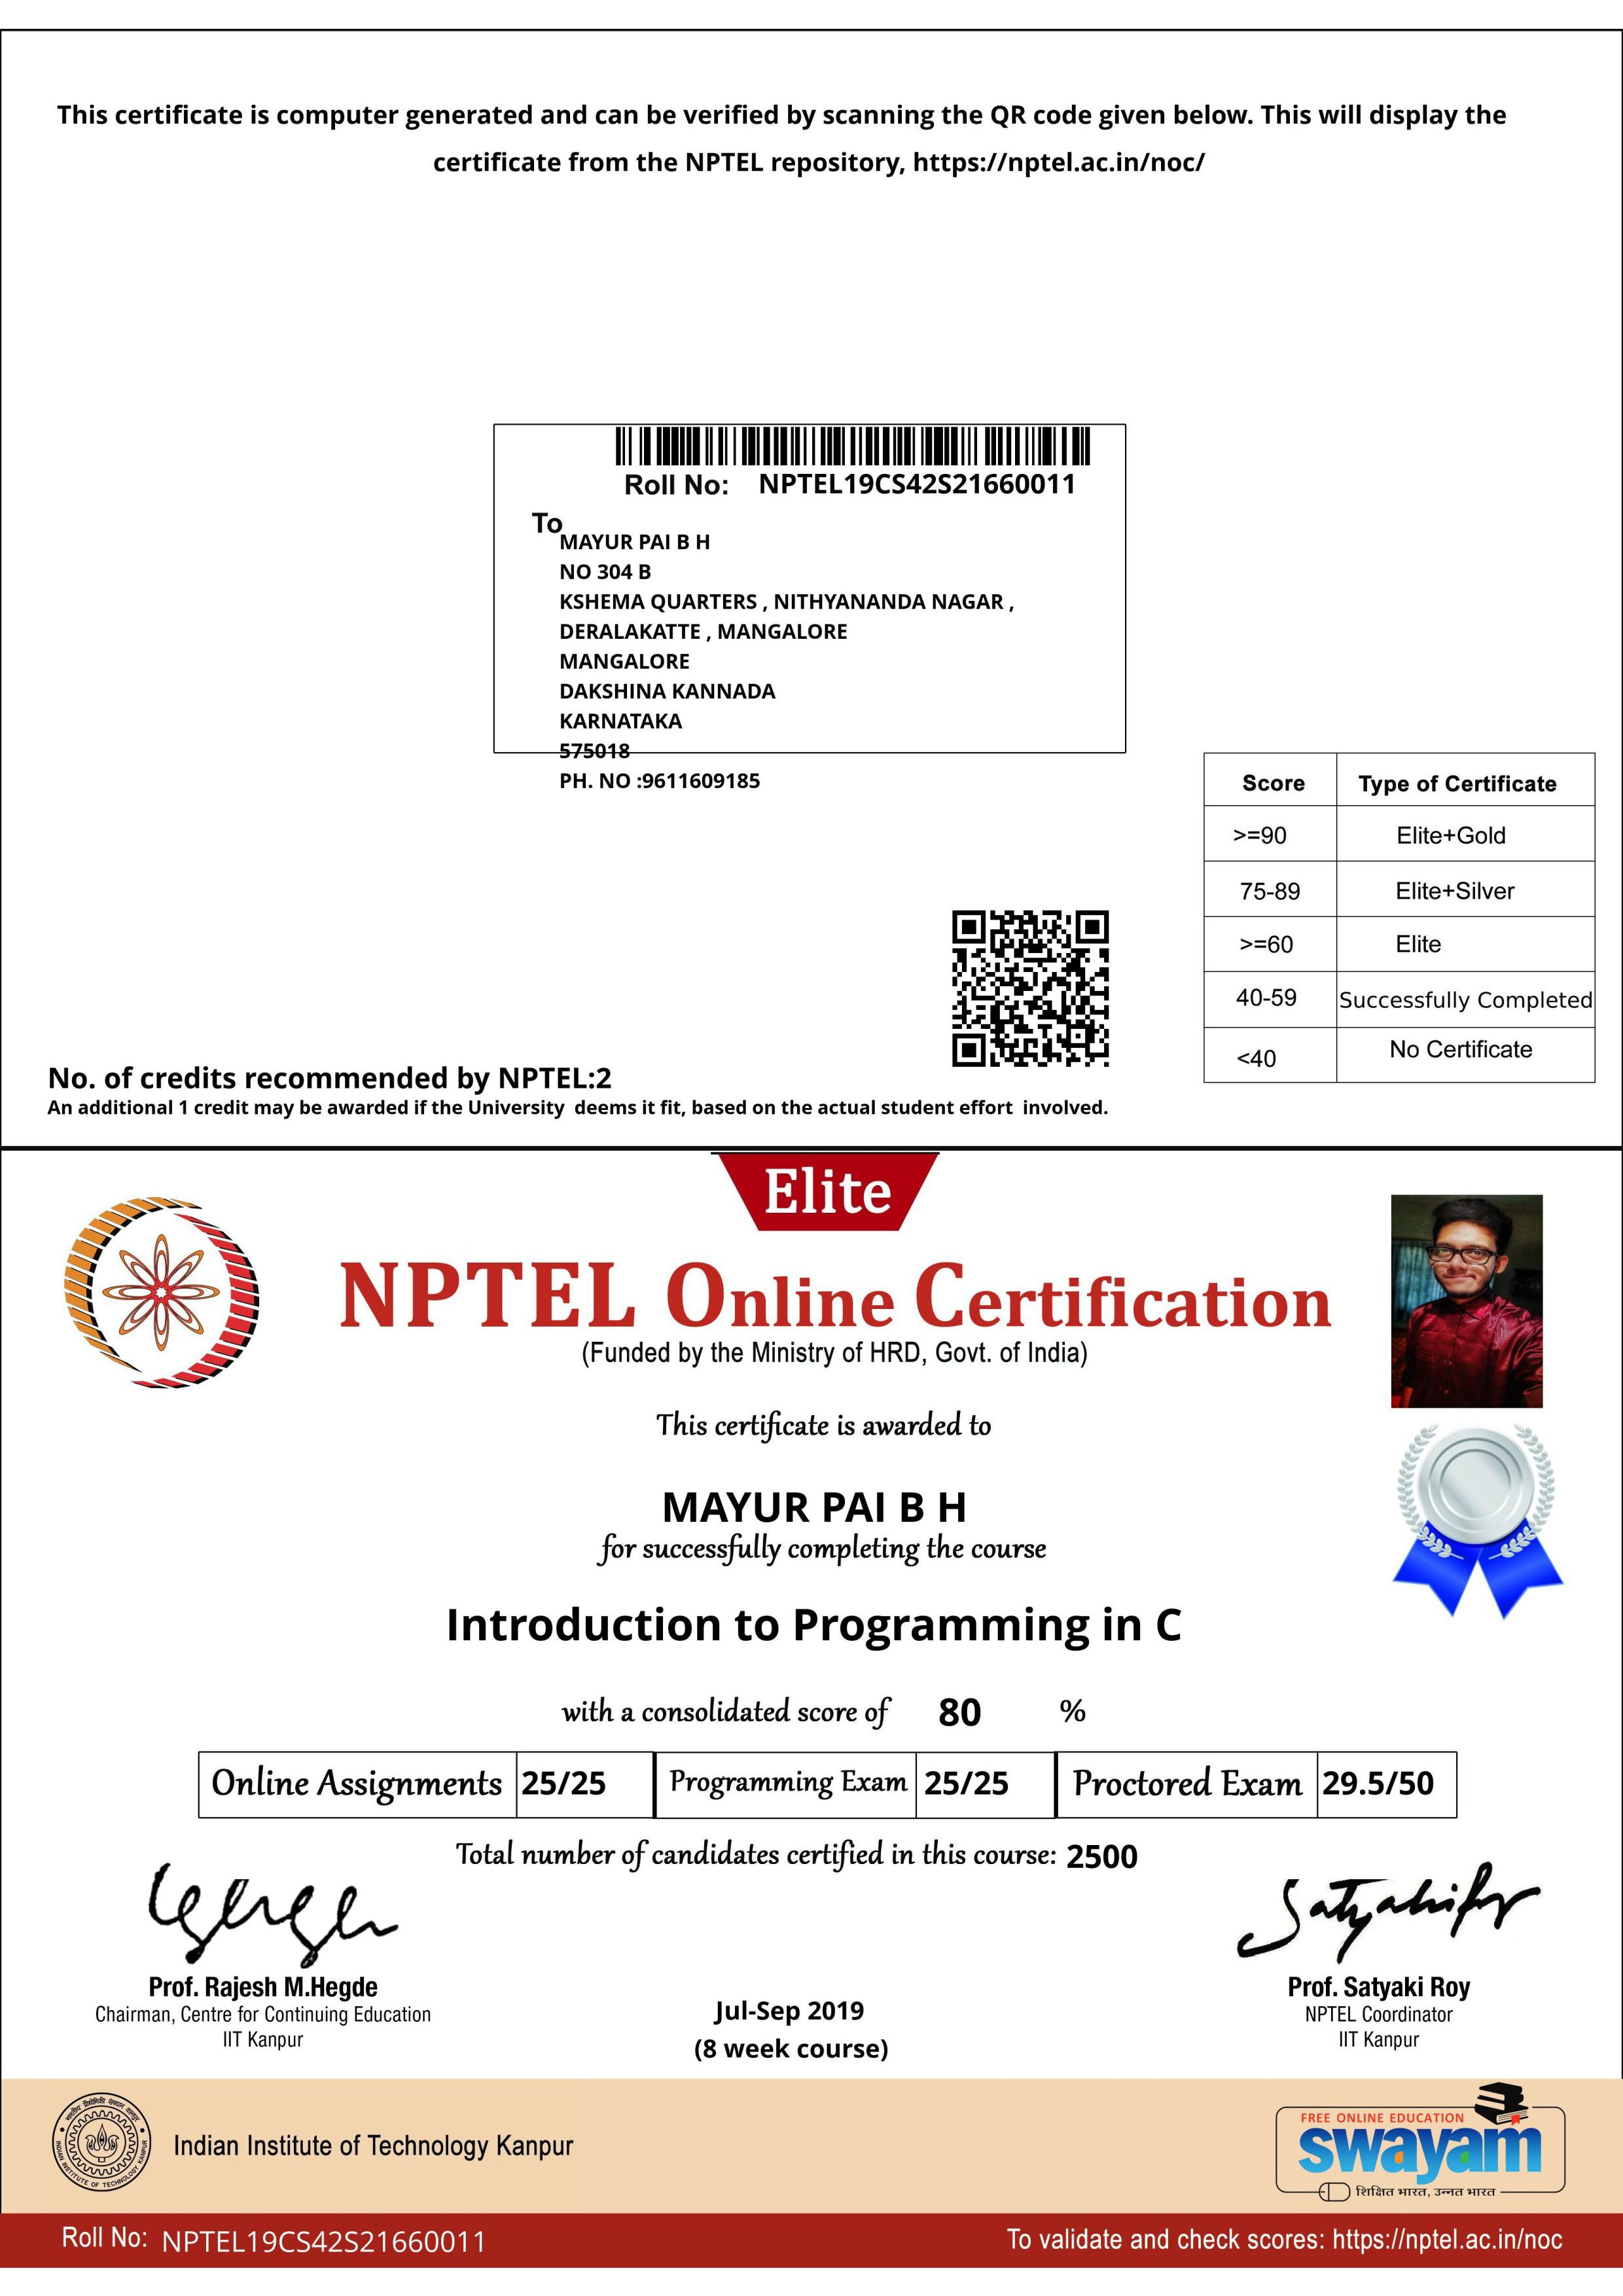 This certificate is computer generated and can be verified by scanning the QR code given below. This will display the
certificate from the NPTEL repository, https://nptel.ac.in/noc/
Roll No: NPTEL19CS42S21660011
To
MAYUR PAI B H
NO 304 B
KSHEMA QUARTERS , NITHYANANDA NAGAR ,
DERALAKATTE , MANGALORE
MANGALORE
DAKSHINA KANNADA
KARNATAKA
575018
PH. NO :9611609185
Score Type of Certificate
>=90 Elite+Gold
75-89 Elite+Silver
>=60 Elite
40-59 Successfully Completed
<40 No Certificate
No. of credits recommended by NPTEL:2
An additional 1 credit may be awarded if the University deems it fit, based on the actual student effort involved.
Elite
NPTEL Online Certification
(Funded by the Ministry of HRD, Govt. of India)
This certificate is awarded to
MAYUR PAI B H
for successfully completing the course
Introduction to Programming in C
with a consolidated score of 80 %
Online Assignments 25/25 Programming Exam 25/25 Proctored Exam 29.5/50
Total number of candidates certified in this course: 2500
Prof. Rajesh M.Hegde
Chairman, Centre for Continuing Education
IIT Kanpur
Jul-Sep 2019
(8 week course)
Prof. Satyaki Roy
NPTEL Coordinator
IIT Kanpur
INDIAN INSTITUTE OF TECHNOLOGY KANPUR
Indian Institute of Technology Kanpur
FREE ONLINE EDUCATION
swayam
शिक्षित भारत, उन्नत भारत
Roll No: NPTEL19CS42S21660011
To validate and check scores: https://nptel.ac.in/noc